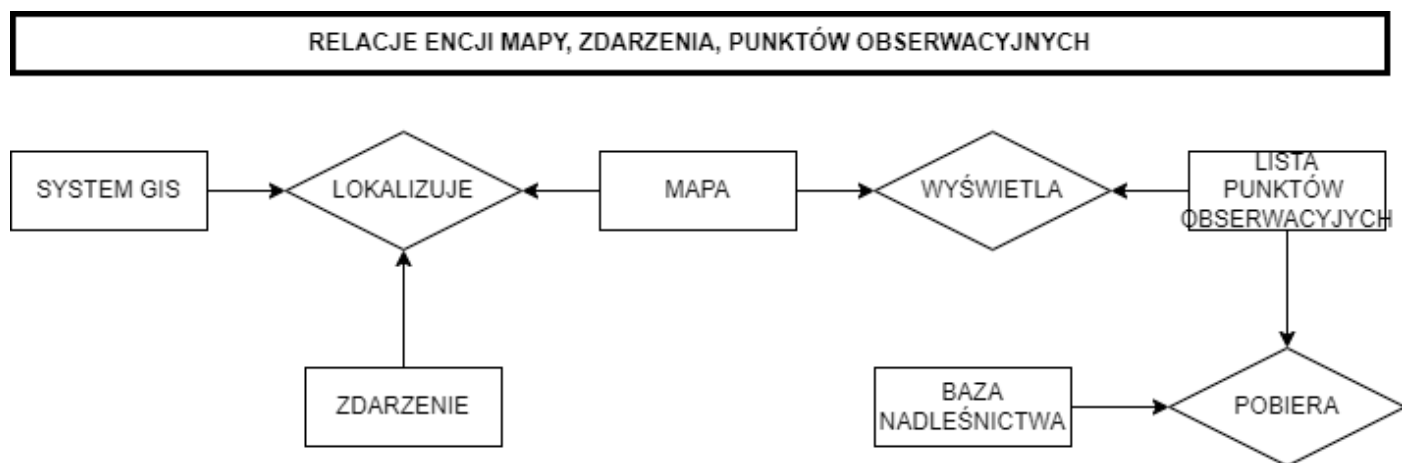 RELACJE ENCJI MAPY, ZDARZENIA, PUNKTÓW OBSERWACYJNYCH
SYSTEM GIS
LOKALIZUJE
MAPA
WYŚWIETLA
LISTA
PUNKTÓW
OBSERWACYJYCH
ZDARZENIE
BAZA
NADLEŚNICTWA
POBIERA